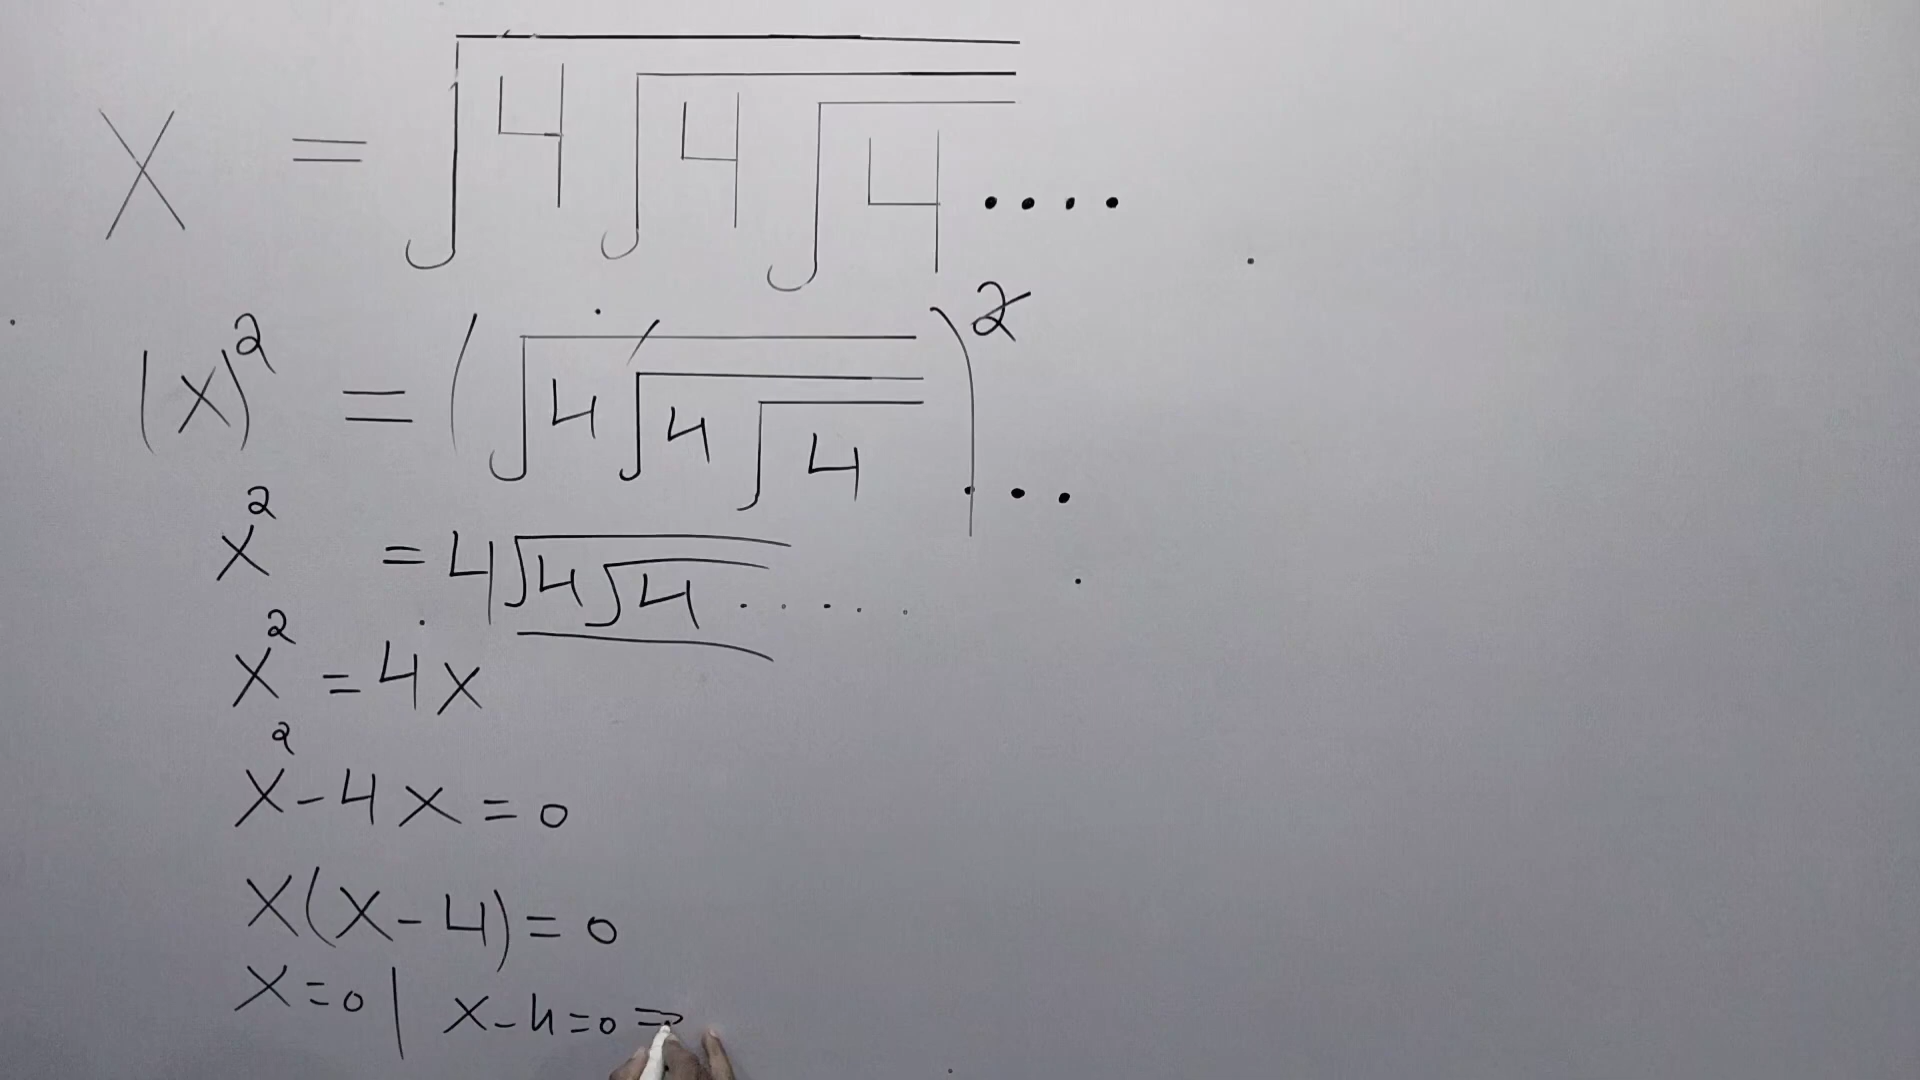 X = √4√4√4....
(x)² = (√4√4√4)²...
x² = 4√4√4.....
x² = 4x
x² - 4x = 0
x(x - 4) = 0
x = 0 | x - 4 = 0 ⇒